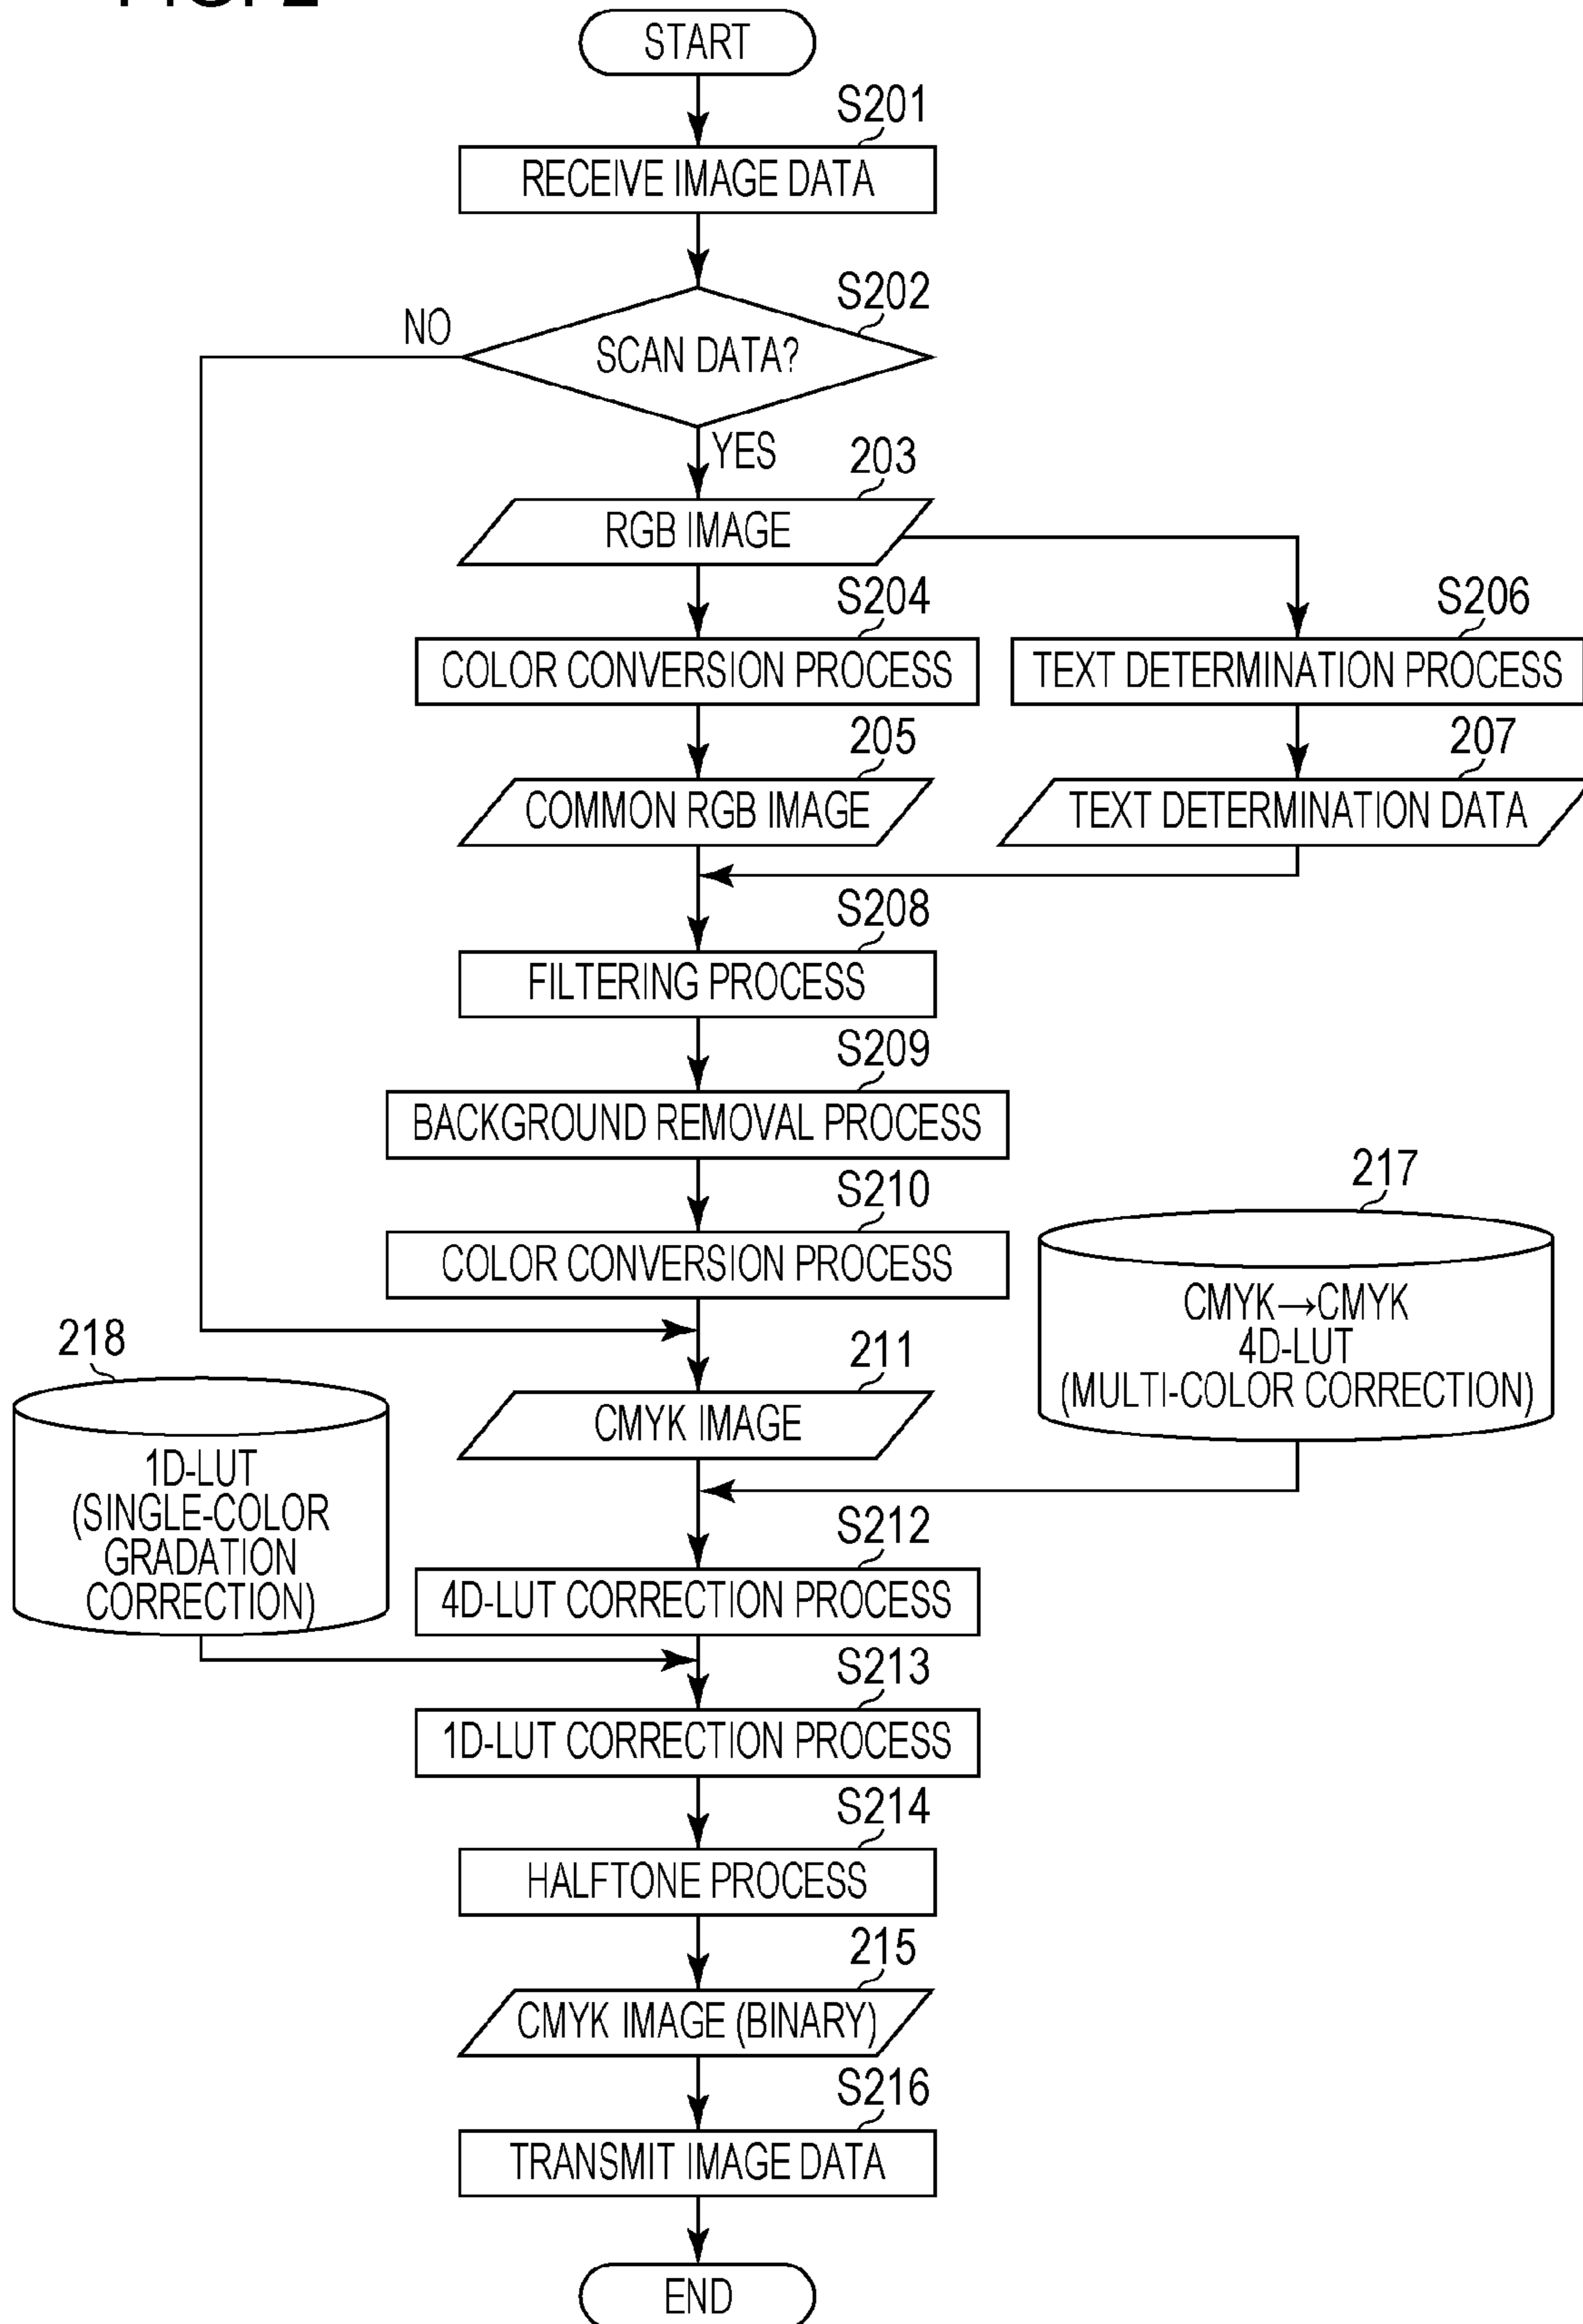 START
S201
RECEIVE IMAGE DATA
S202
NO
SCAN DATA?
YES
203
RGB IMAGE
S204
S206
COLOR CONVERSION PROCESS
TEXT DETERMINATION PROCESS
205
207
COMMON RGB IMAGE
TEXT DETERMINATION DATA
S208
FILTERING PROCESS
S209
BACKGROUND REMOVAL PROCESS
S210
217
COLOR CONVERSION PROCESS
CMYK→CMYK
4D-LUT
(MULTI-COLOR CORRECTION)
218
211
CMYK IMAGE
1D-LUT
(SINGLE-COLOR
GRADATION
CORRECTION)
S212
4D-LUT CORRECTION PROCESS
S213
1D-LUT CORRECTION PROCESS
S214
HALFTONE PROCESS
215
CMYK IMAGE (BINARY)
S216
TRANSMIT IMAGE DATA
END